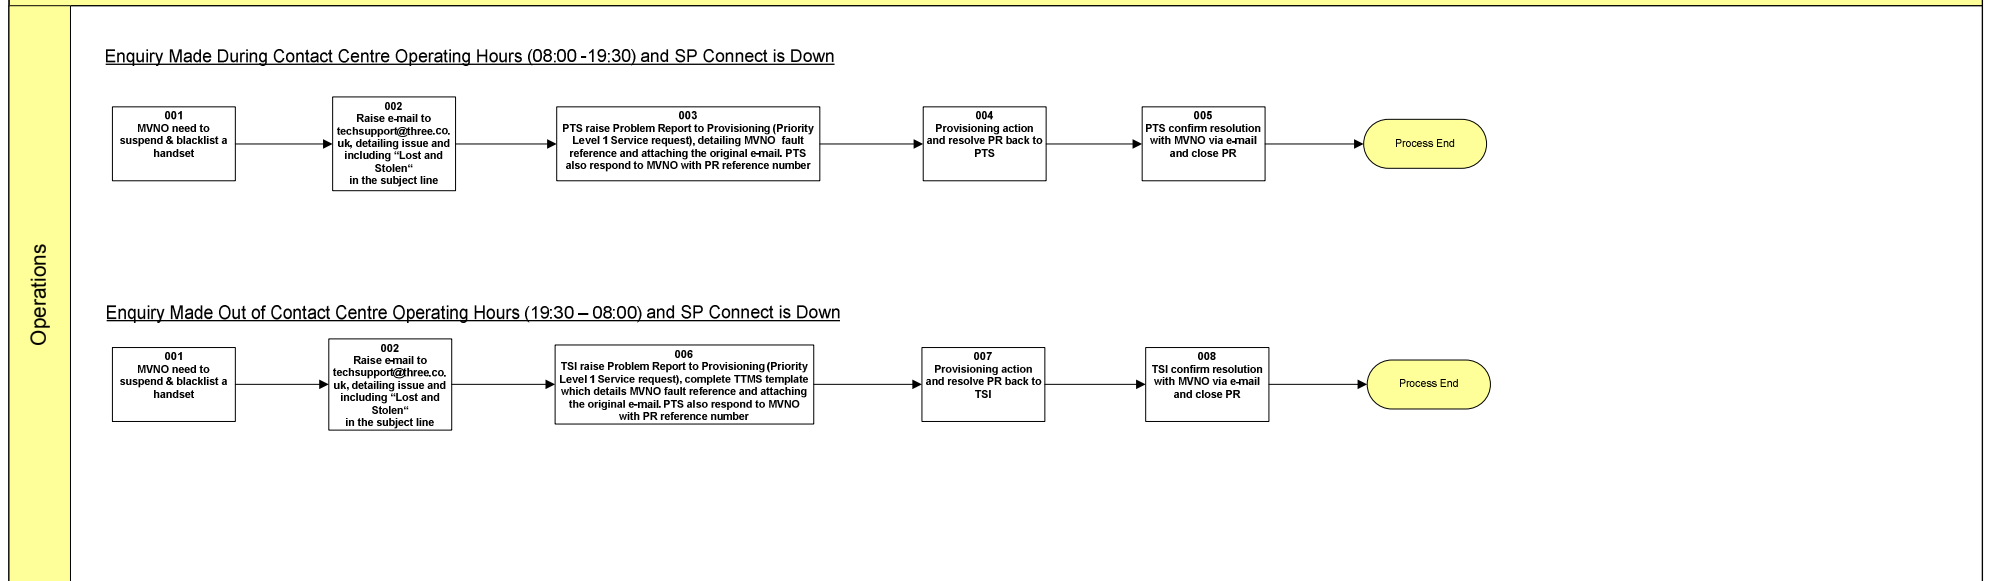 Operations
Enquiry Made During Contact Centre Operating Hours (08:00 -19:30) and SP Connect is Down
001
MVNO need to
suspend & blacklist a
handset
002
Raise e-mail to
techsupport@three.co.
uk, detailing issue and
including “Lost and
Stolen“
in the subject line
003
PTS raise Problem Report to Provisioning (Priority
Level 1 Service request), detailing MVNO fault
reference and attaching the original e-mail. PTS
also respond to MVNO with PR reference number
004
Provisioning action
and resolve PR back to
PTS
005
PTS confirm resolution
with MVNO via e-mail
and close PR
Process End
Enquiry Made Out of Contact Centre Operating Hours (19:30 – 08:00) and SP Connect is Down
001
MVNO need to
suspend & blacklist a
handset
002
Raise e-mail to
techsupport@three.co.
uk, detailing issue and
including “Lost and
Stolen“
in the subject line
006
TSI raise Problem Report to Provisioning (Priority
Level 1 Service request), complete TTMS template
which details MVNO fault reference and attaching
the original e-mail. PTS also respond to MVNO
with PR reference number
007
Provisioning action
and resolve PR back to
TSI
008
TSI confirm resolution
with MVNO via e-mail
and close PR
Process End